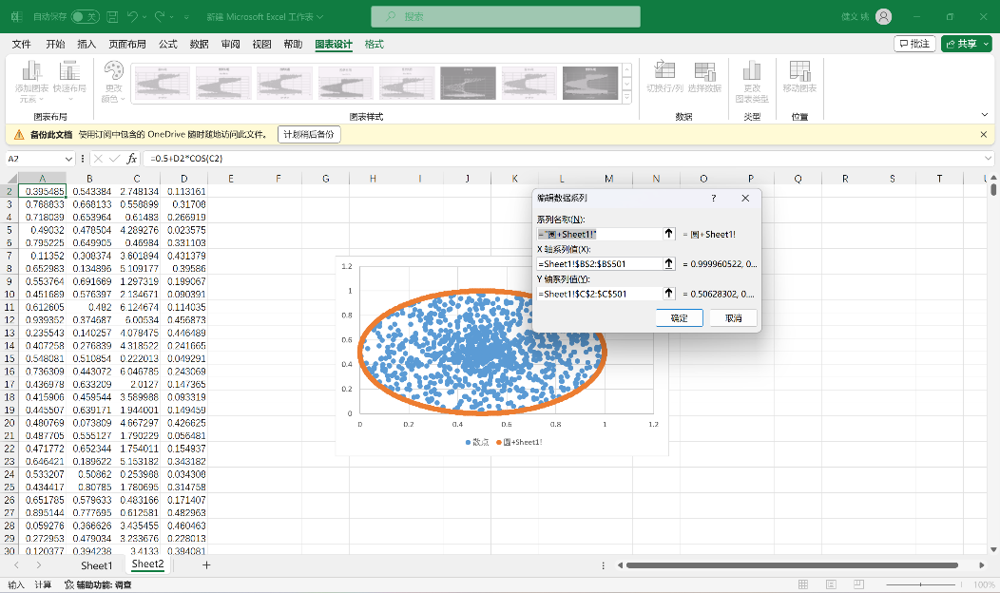 自动保存 关 新建 Microsoft Excel 工作表 搜索 健义 姚
文件 开始 插入 页面布局 公式 数据 审阅 视图 帮助 图表设计 格式 批注 共享
添加图表元素 快速布局 更改颜色 切换行/列 选择数据 更改图表类型 移动图表
图表布局 图表样式 数据 类型 位置
备份此文档 使用订阅中包含的 OneDrive 随时随地访问此文件。 计划稍后备份
A2 fx =0.5+D2*COS(C2)
A B C D E F G H I J K L M N O P Q R S T U
2 0.395485 0.543384 2.748134 0.113161
3 0.768833 0.668133 0.558899 0.31708
4 0.718039 0.653964 0.61483 0.266919
5 0.49032 0.478504 4.289276 0.023575
6 0.795225 0.649905 0.46984 0.331103
7 0.11352 0.308374 3.601894 0.431379
8 0.652983 0.134896 5.109177 0.39586
9 0.553764 0.691669 1.297319 0.199067
10 0.451689 0.576397 2.134671 0.090391
11 0.612605 0.482 6.124674 0.114035
12 0.939352 0.374687 6.00534 0.456873
13 0.235543 0.140257 4.078475 0.446489
14 0.407258 0.276839 4.318522 0.241665
15 0.548081 0.510854 0.222013 0.049291
16 0.736309 0.443072 6.046785 0.243069
17 0.436978 0.633209 2.0127 0.147365
18 0.415906 0.459544 3.589988 0.093319
19 0.445507 0.639171 1.944001 0.149459
20 0.480769 0.073809 4.667297 0.426625
21 0.487705 0.555127 1.790229 0.056481
22 0.471772 0.652344 1.754011 0.154937
23 0.646421 0.189622 5.153182 0.343182
24 0.533207 0.50862 0.253988 0.034308
25 0.434417 0.80785 1.780695 0.314758
26 0.651785 0.579633 0.483166 0.171407
27 0.895144 0.777695 0.612581 0.482963
28 0.059276 0.366626 3.435455 0.460463
29 0.272953 0.479034 3.233676 0.228013
30 0.120377 0.394238 3.4133 0.394081
编辑数据系列 ?
系列名称(N):
="圆+Sheet1!" = 圆+Sheet1!
X 轴系列值(X):
=Sheet1!$B$2:$B$501 = 0.999960522, 0...
Y 轴系列值(Y):
=Sheet1!$C$2:$C$501 = 0.50628302, 0....
确定 取消
1.2
1
0.8
0.6
0.4
0.2
0
0 0.2 0.4 0.6 0.8 1 1.2
散点 圆+Sheet1!
Sheet1 Sheet2
输入 计算 辅助功能: 调查 100%